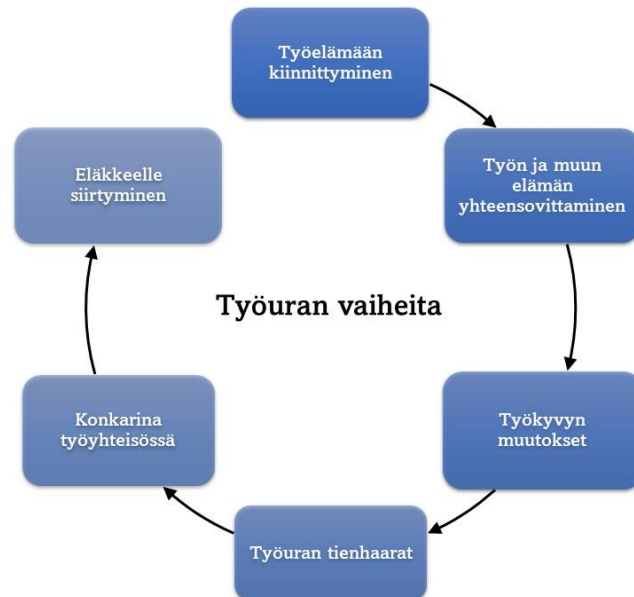 Työelämään
kiinnittyminen
Työn ja muun
elämän
yhteensovittaminen
Työkyvyn
muutokset
Työuran tienhaarat
Konkarina
työyhteisössä
Eläkkeelle
siirtyminen
Työuran vaiheita